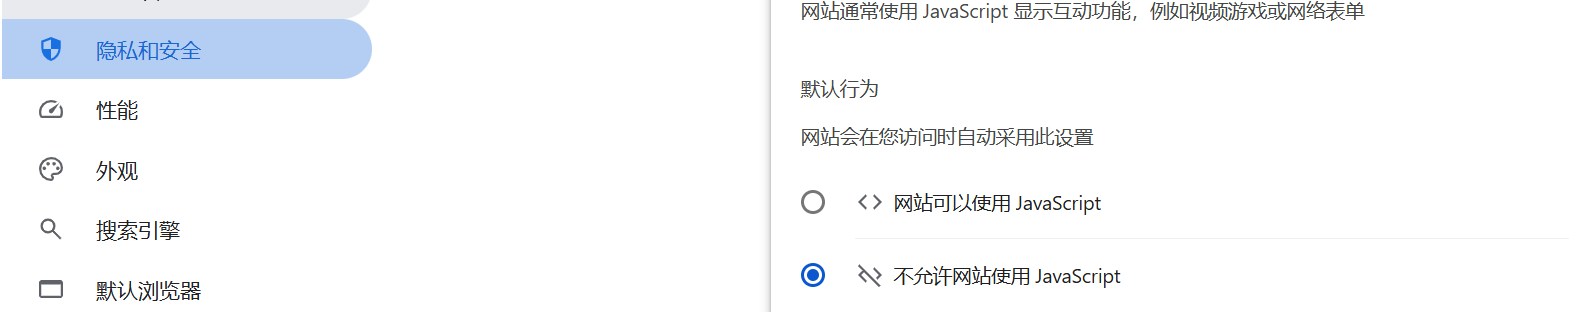 隐私和安全
性能
外观
搜索引擎
默认浏览器
网站通常使用 JavaScript 显示互动功能，例如视频游戏或网络表单
默认行为
网站会在您访问时自动采用此设置
网站可以使用 JavaScript
不允许网站使用 JavaScript